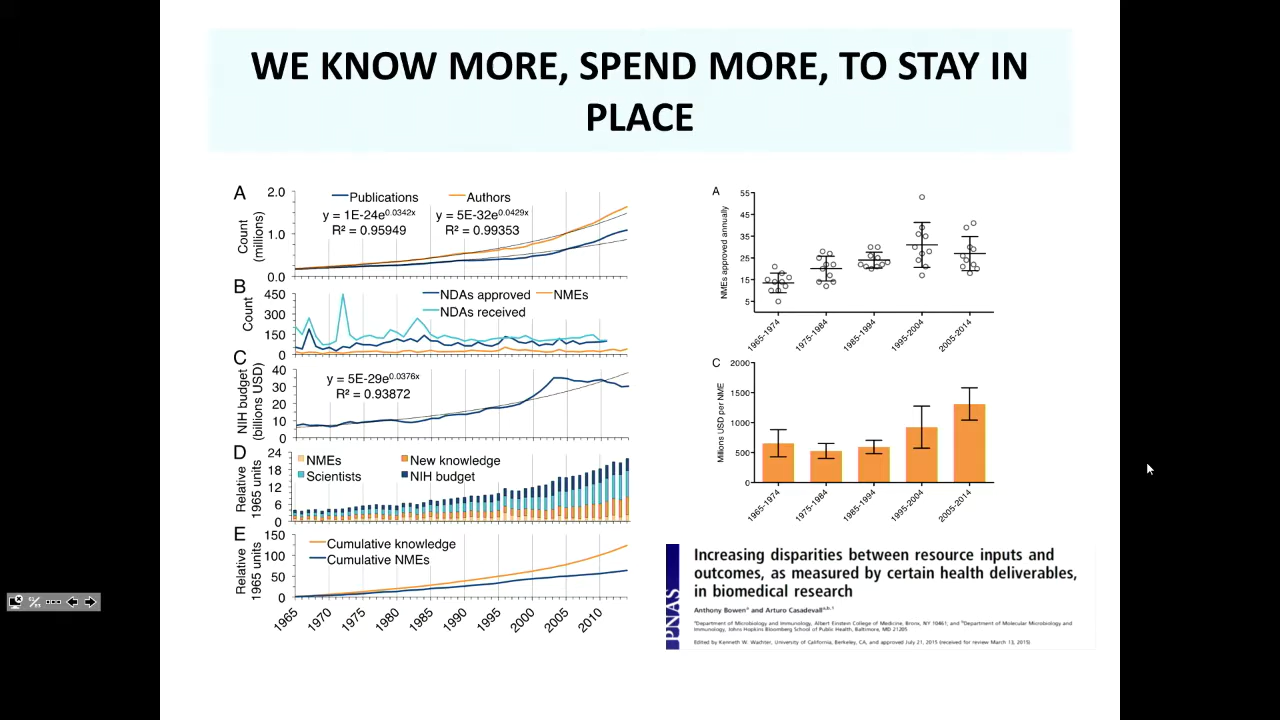 WE KNOW MORE, SPEND MORE, TO STAY IN
PLACE
A
Publications
Authors
y = 1E-24e^0.0342x
R² = 0.95949
y = 5E-32e^0.0429x
R² = 0.99353
Count
(millions)
2.0
1.0
0.0
B
NDAs approved
NMEs
NDAs received
Count
450
300
150
0
C
y = 5E-29e^0.0376x
R² = 0.93872
NIH budget
(billions USD)
40
30
20
10
0
D
NMEs
New knowledge
Scientists
NIH budget
Relative
1965 units
24
18
12
6
0
E
Cumulative knowledge
Cumulative NMEs
Relative
1965 units
150
100
50
0
1965
1970
1975
1980
1985
1990
1995
2000
2005
2010
A
NMEs approved annually
55
45
35
25
15
5
1965-1974
1975-1984
1985-1994
1995-2004
2005-2014
C
Millions USD per NME
2000
1500
1000
500
0
1965-1974
1975-1984
1985-1994
1995-2004
2005-2014
PNAS
Increasing disparities between resource inputs and
outcomes, as measured by certain health deliverables,
in biomedical research
Anthony Bowenᵃ and Arturo Casadevallᵃ,ᵇ,¹
ᵃDepartment of Microbiology and Immunology, Albert Einstein College of Medicine, Bronx, NY 10461; and ᵇDepartment of Molecular Microbiology and
Immunology, Johns Hopkins Bloomberg School of Public Health, Baltimore, MD 21205
Edited by Kenneth W. Wachter, University of California, Berkeley, CA, and approved July 21, 2015 (received for review March 13, 2015)